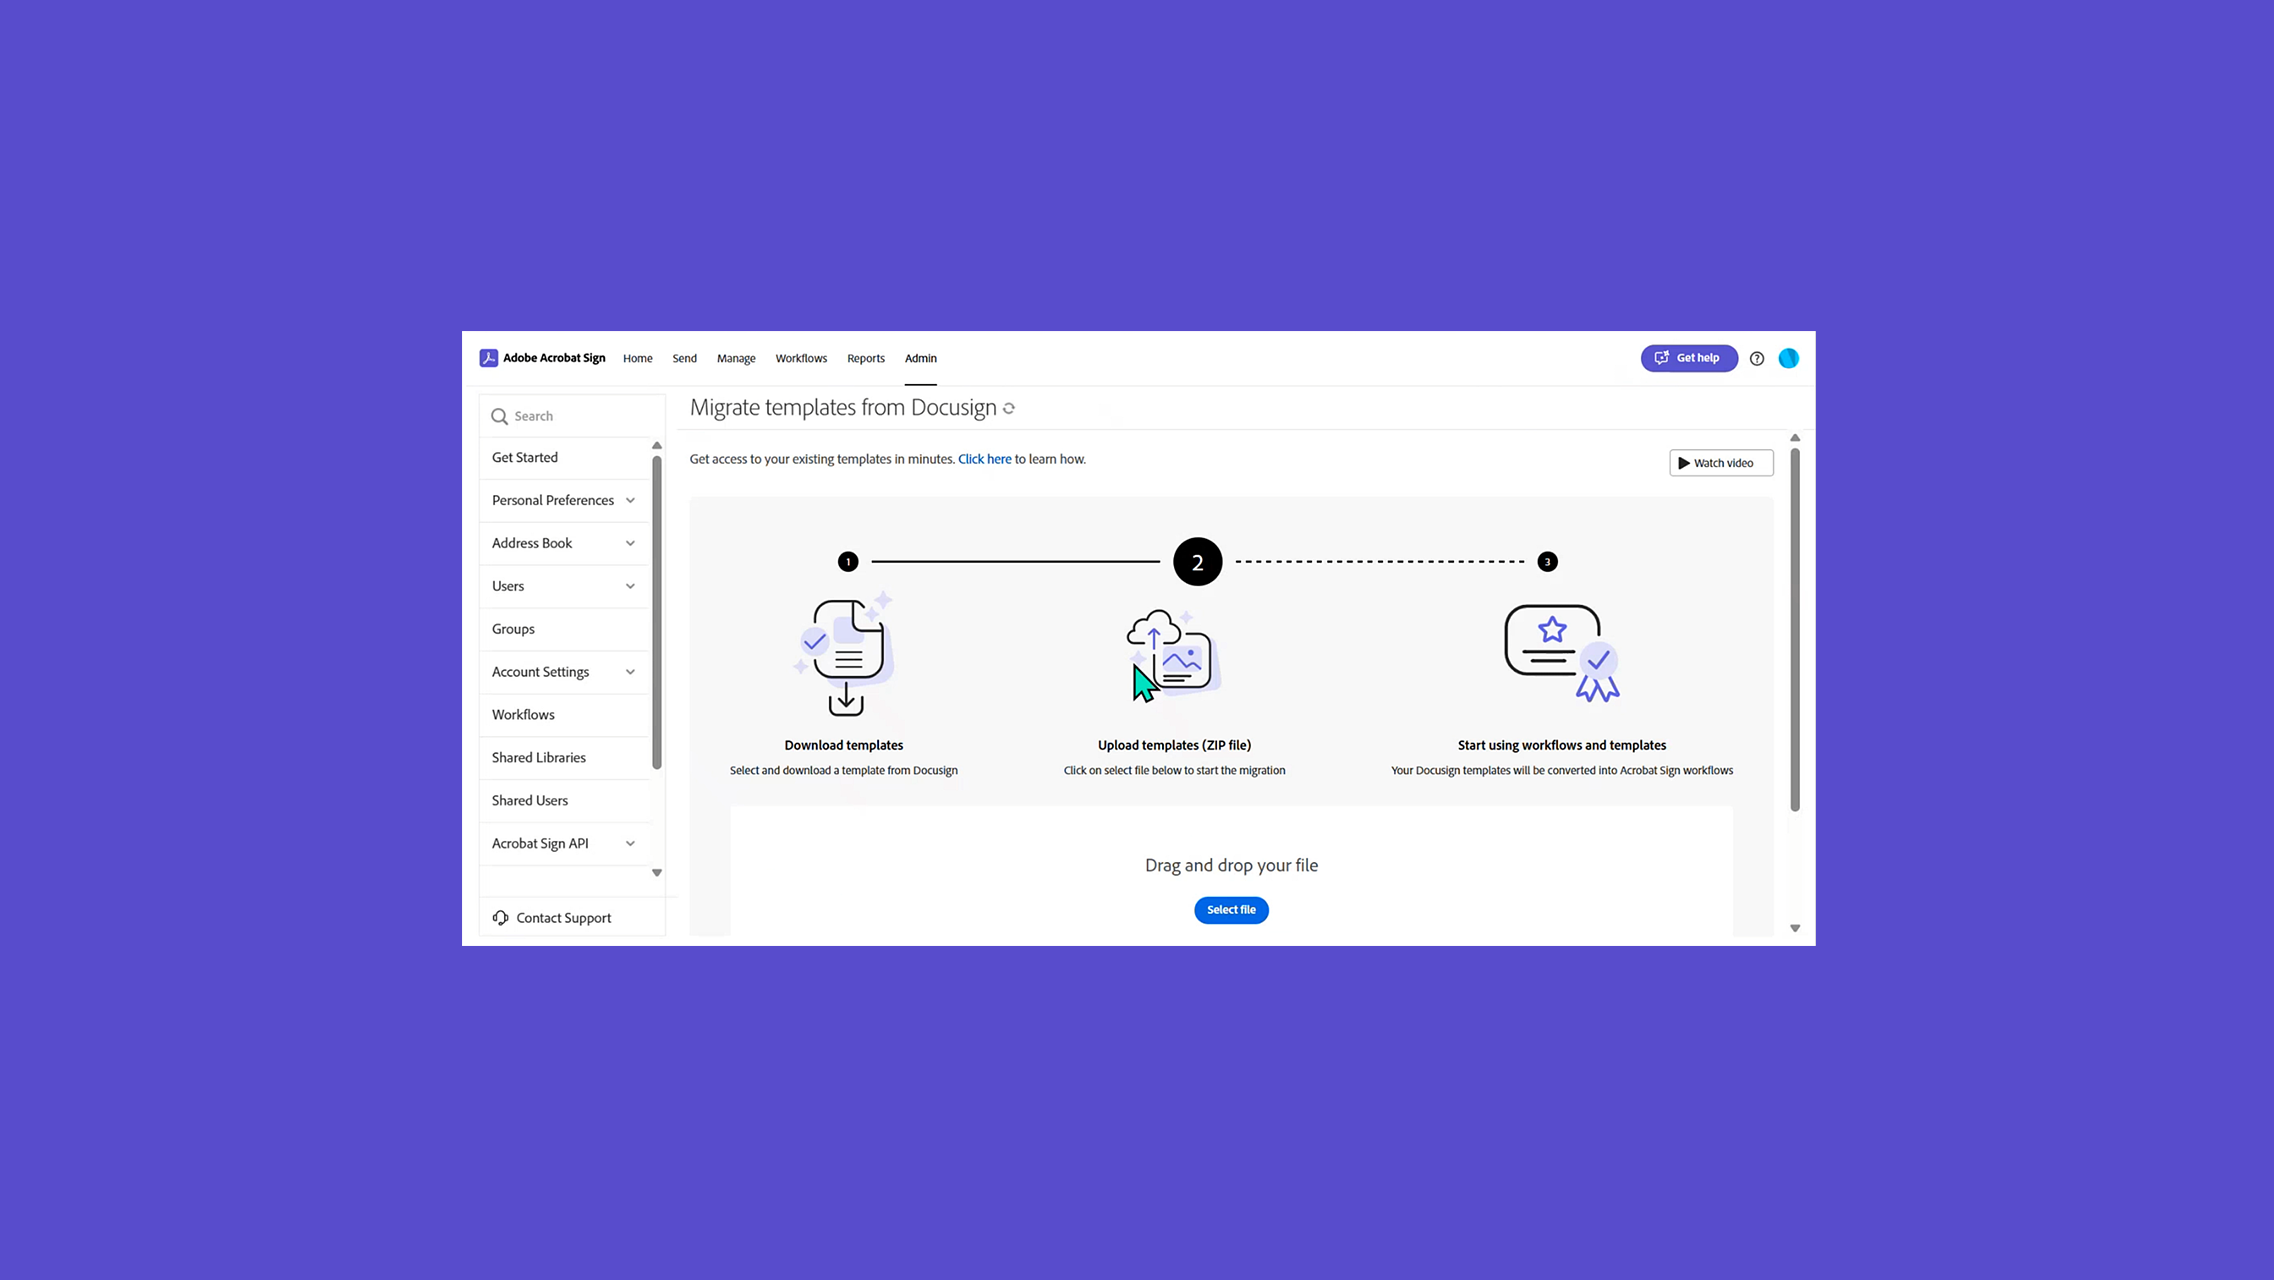 Adobe Acrobat Sign Home Send Manage Workflows Reports Admin Get help ?
Search
Get Started
Personal Preferences
Address Book
Users
Groups
Account Settings
Workflows
Shared Libraries
Shared Users
Acrobat Sign API
Contact Support
Migrate templates from Docusign
Get access to your existing templates in minutes. Click here to learn how.
Watch video
1 2 3
Download templates
Select and download a template from Docusign
Upload templates (ZIP file)
Click on select file below to start the migration
Start using workflows and templates
Your Docusign templates will be converted into Acrobat Sign workflows
Drag and drop your file
Select file